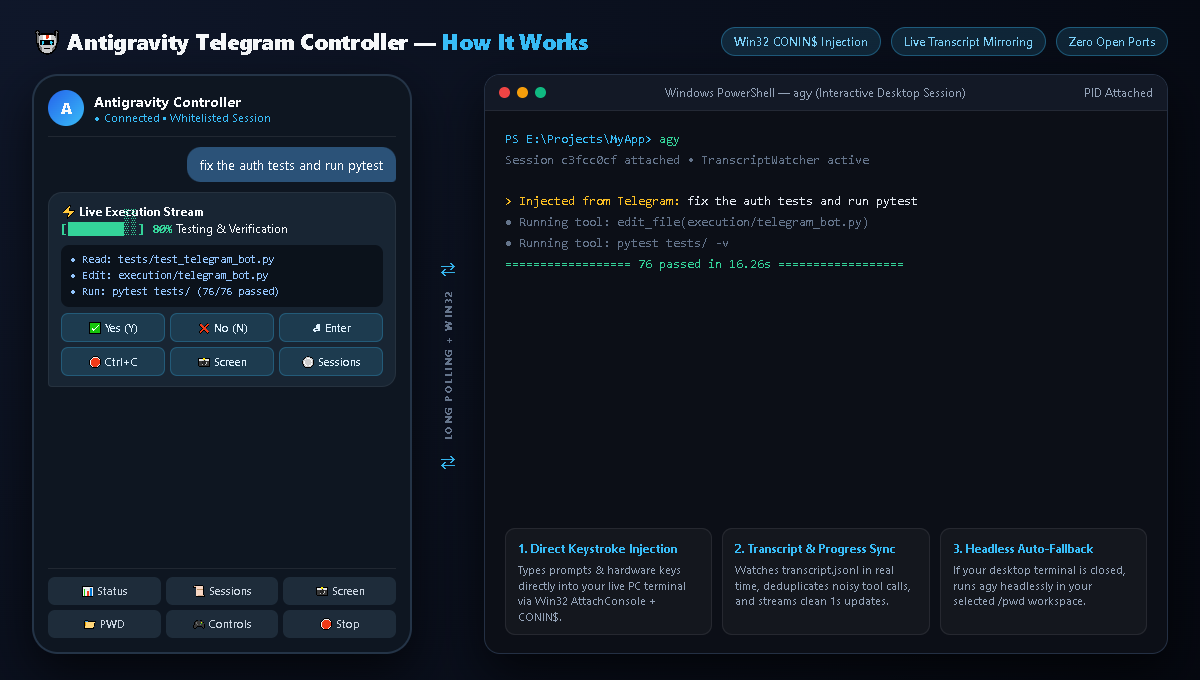 Antigravity Telegram Controller — How It Works
Win32 CONIN$ Injection
Live Transcript Mirroring
Zero Open Ports
A
Antigravity Controller
• Connected • Whitelisted Session
fix the auth tests and run pytest
⚡ Live Execution Stream
[███████▒▒] 80% Testing & Verification
• Read: tests/test_telegram_bot.py
• Edit: execution/telegram_bot.py
• Run: pytest tests/ (76/76 passed)
Yes (Y)
No (N)
Enter
Ctrl+C
Screen
Sessions
Status
Sessions
Screen
PWD
Controls
Stop
LONG POLLING + WIN32
Windows PowerShell — agy (Interactive Desktop Session)
PID Attached
PS E:\Projects\MyApp> agy
Session c3fcc0cf attached • TranscriptWatcher active
> Injected from Telegram: fix the auth tests and run pytest
● Running tool: edit_file(execution/telegram_bot.py)
● Running tool: pytest tests/ -v
================== 76 passed in 16.26s ==================
1. Direct Keystroke Injection
Types prompts & hardware keys
directly into your live PC terminal
via Win32 AttachConsole +
CONIN$.
2. Transcript & Progress Sync
Watches transcript.jsonl in real
time, deduplicates noisy tool calls,
and streams clean 1s updates.
3. Headless Auto-Fallback
If your desktop terminal is closed,
runs agy headlessly in your
selected /pwd workspace.